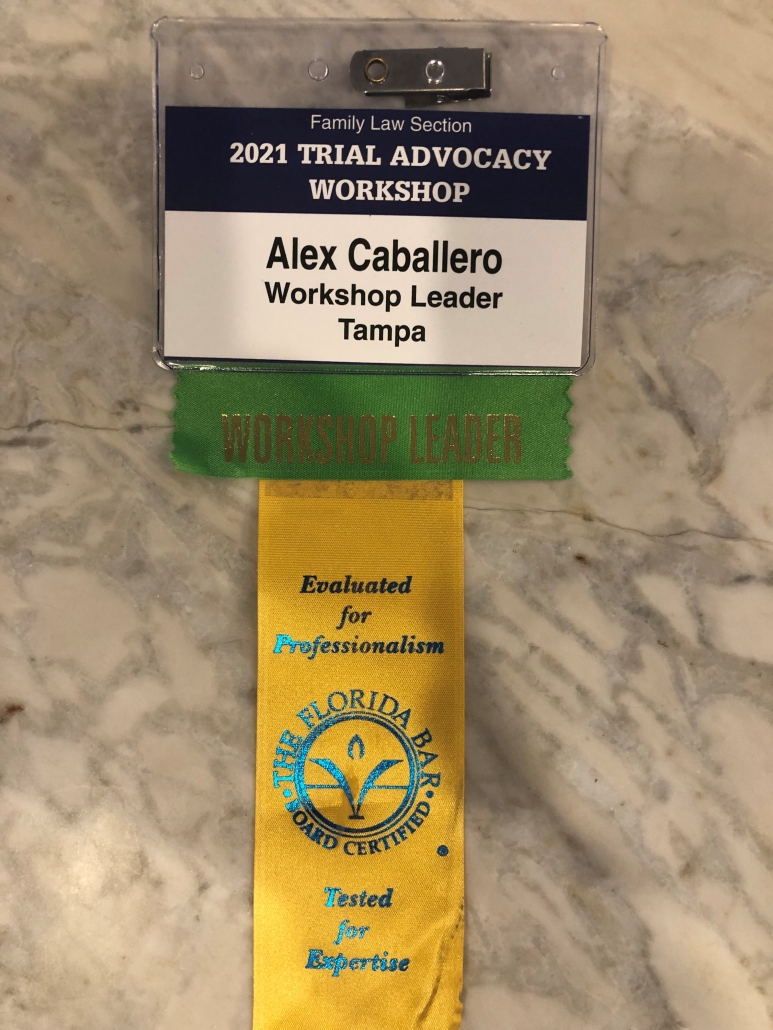 Family Law Section
2021 TRIAL ADVOCACY
WORKSHOP
Alex Caballero
Workshop Leader
Tampa
WORKSHOP LEADER
Evaluated
for
Professionalism
THE FLORIDA BAR
BOARD CERTIFIED
®
Tested
for
Expertise